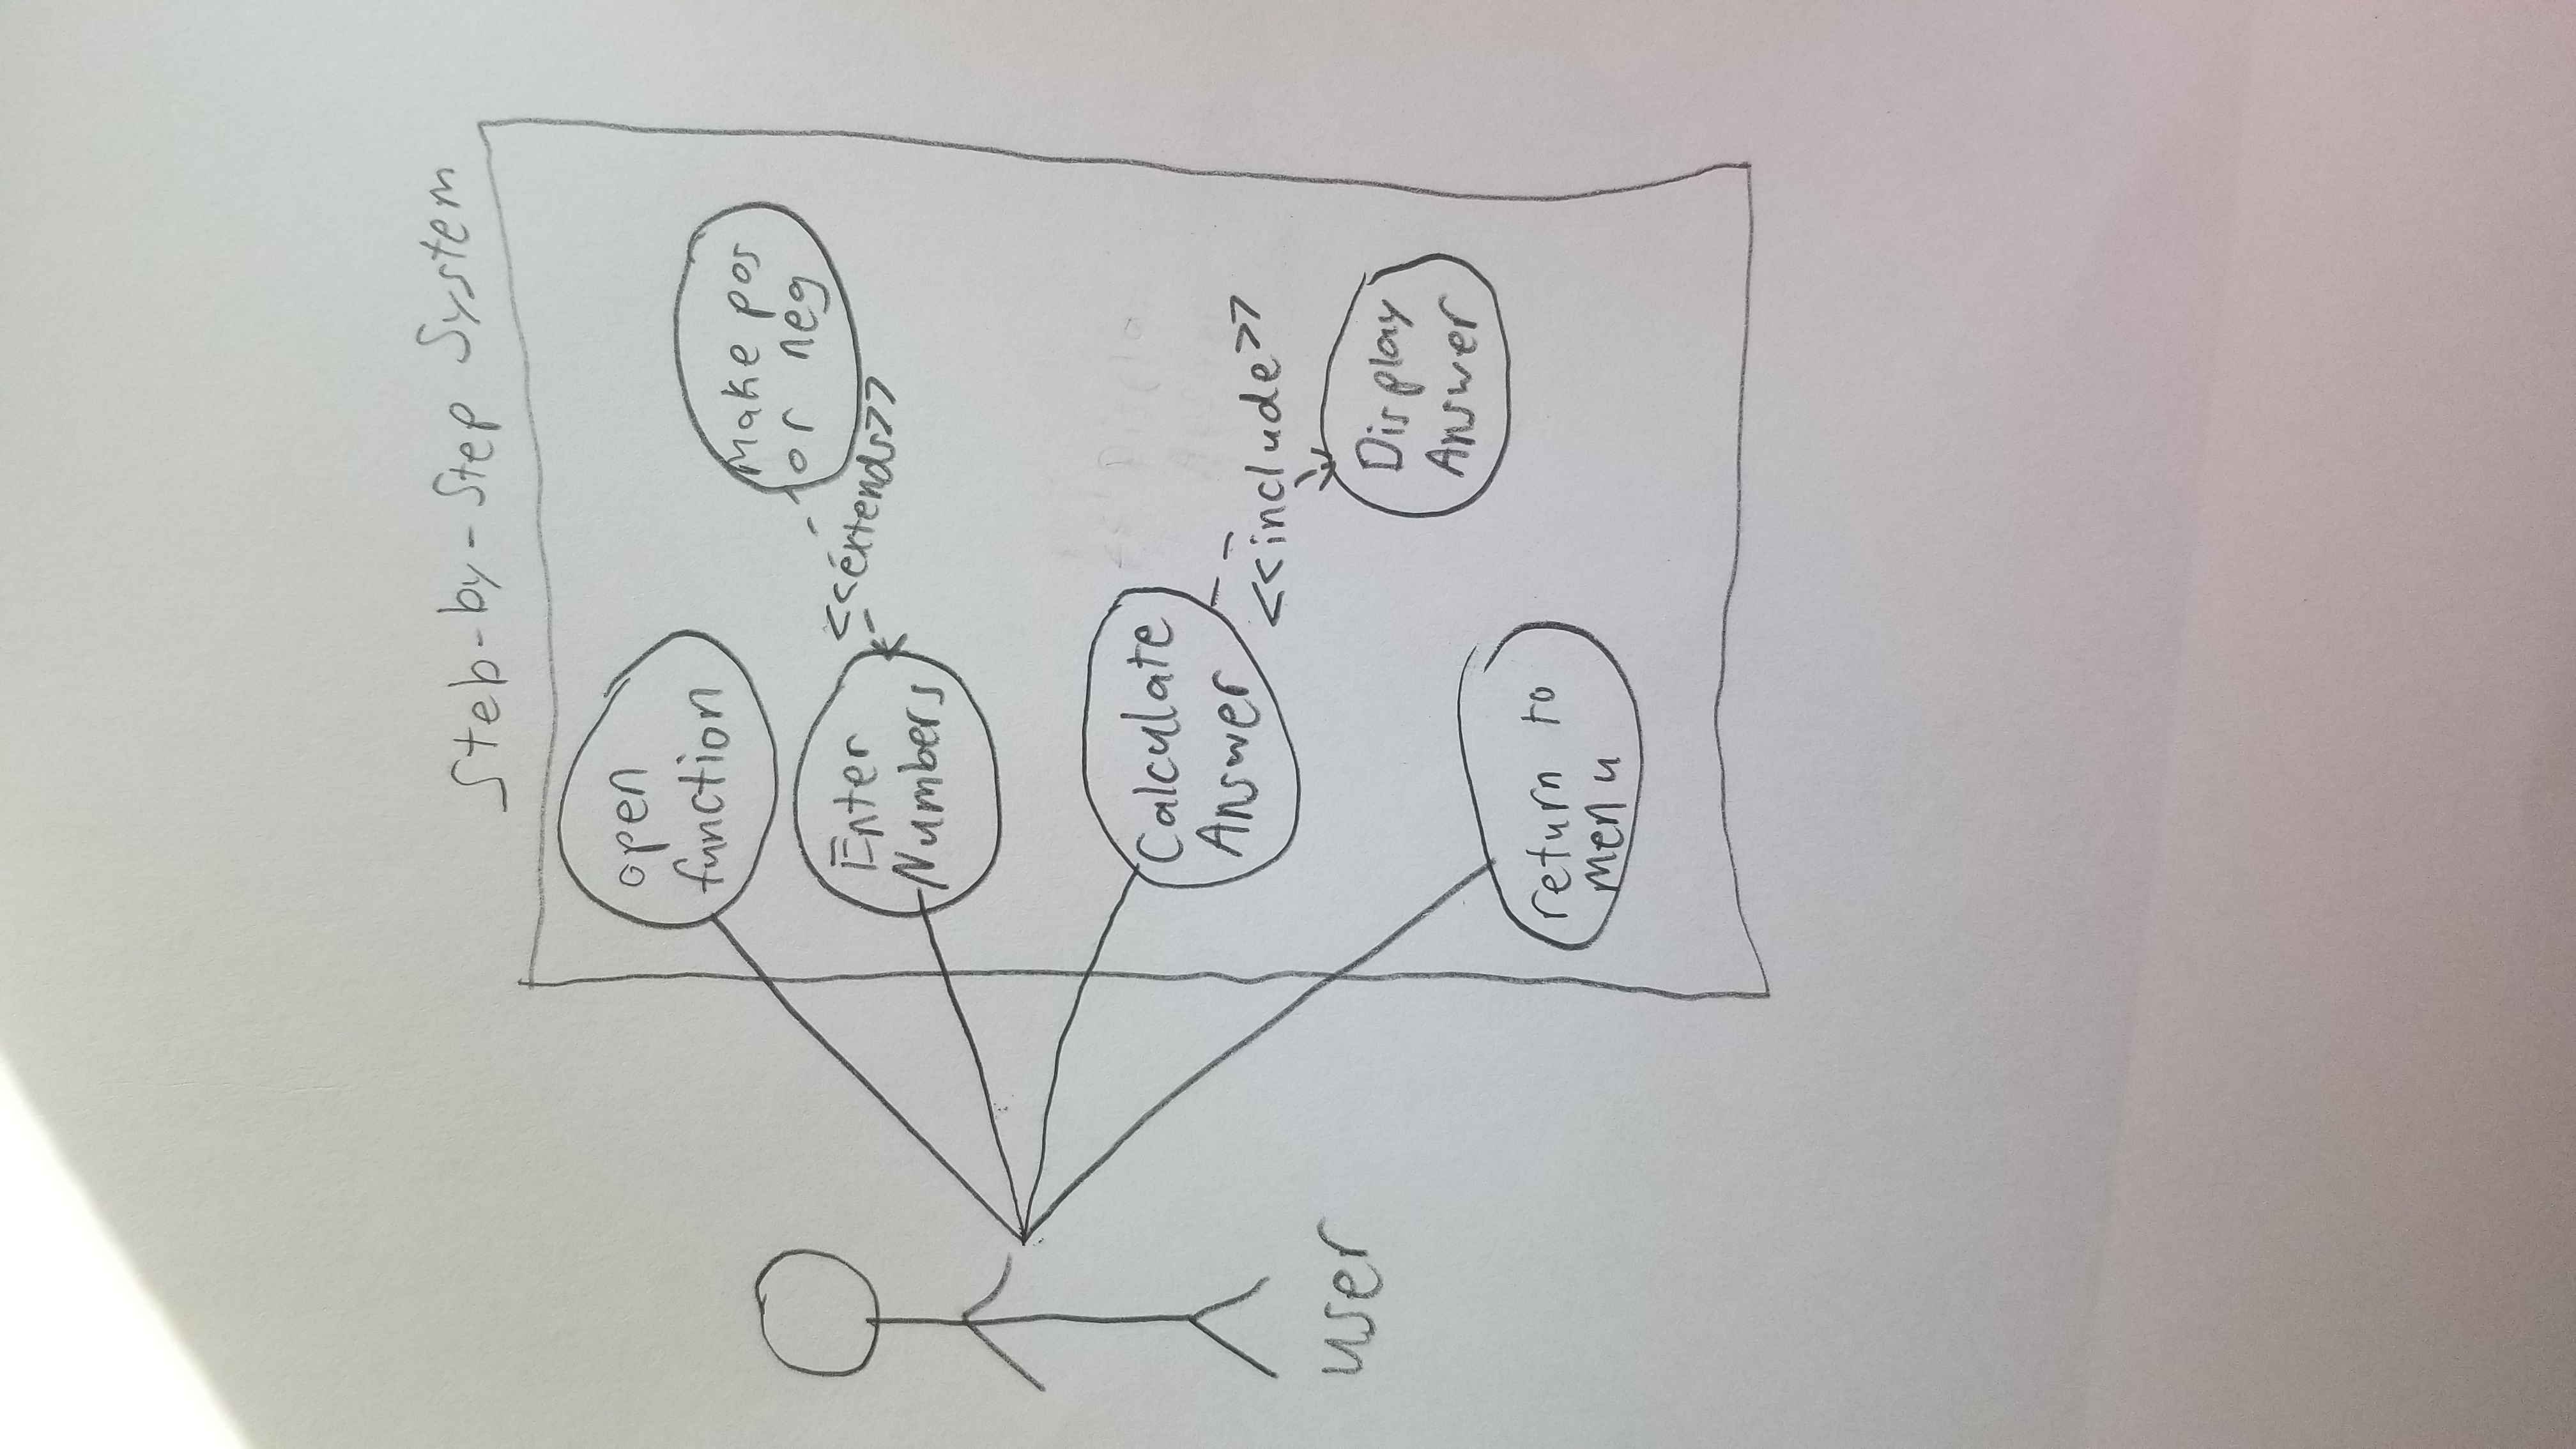 Steb-by-Step System
open
function
Make pos
or neg
<<extends>>
Enter
Numbers
Calculate
Answer
<<include>>
Display
Answer
return to
menu
user